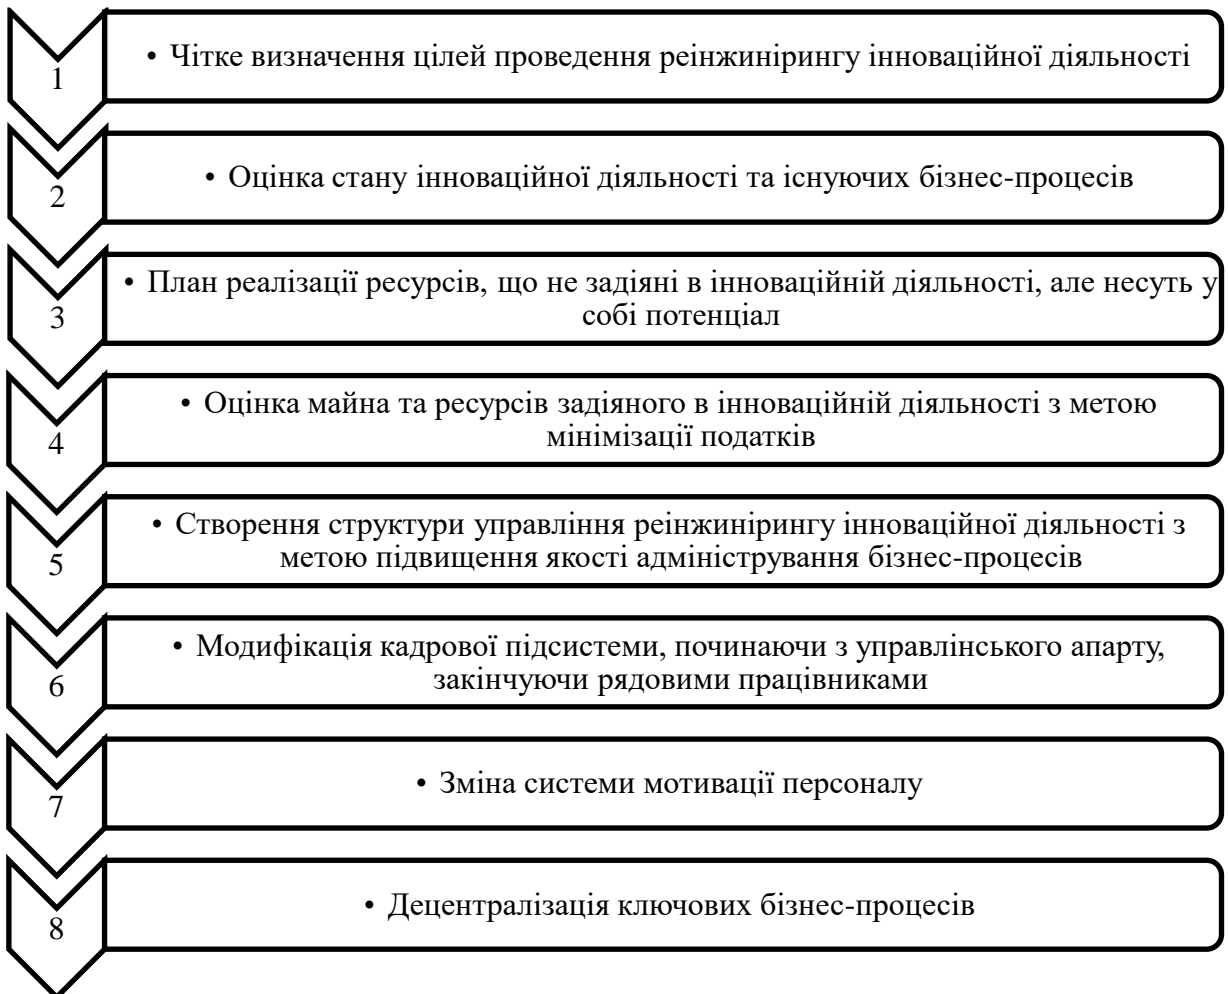 1
• Чітке визначення цілей проведення реінжинірингу інноваційної діяльності
2
• Оцінка стану інноваційної діяльності та існуючих бізнес-процесів
3
• План реалізації ресурсів, що не задіяні в інноваційній діяльності, але несуть у
собі потенціал
4
• Оцінка майна та ресурсів задіяного в інноваційній діяльності з метою
мінімізації податків
5
• Створення структури управління реінжинірингу інноваційної діяльності з
метою підвищення якості адміністрування бізнес-процесів
6
• Модифікація кадрової підсистеми, починаючи з управлінського апарту,
закінчуючи рядовими працівниками
7
• Зміна системи мотивації персоналу
8
• Децентралізація ключових бізнес-процесів